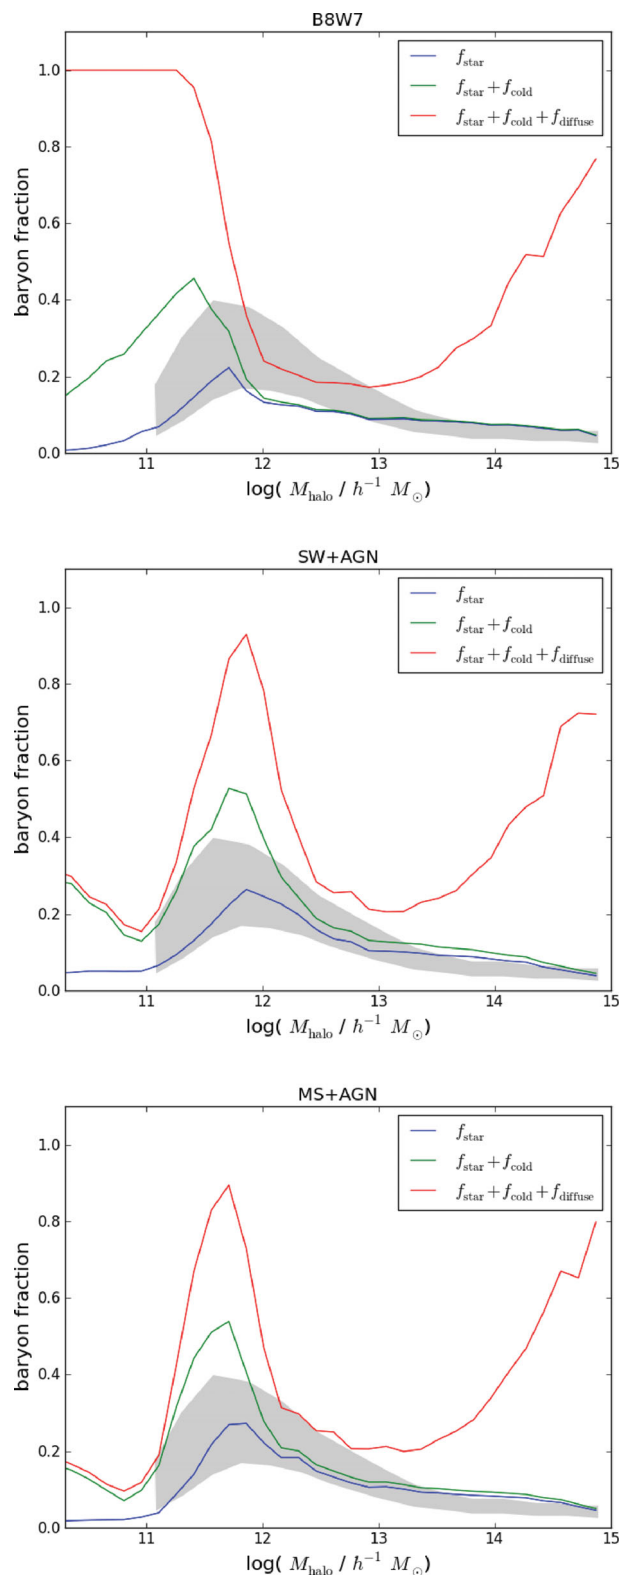 B8W7
f_star
f_star + f_cold
f_star + f_cold + f_diffuse
1.0
0.8
0.6
0.4
0.2
0.0
baryon fraction
11 12 13 14 15
log( M_halo / h^−1 M_⊙)
SW+AGN
f_star
f_star + f_cold
f_star + f_cold + f_diffuse
1.0
0.8
0.6
0.4
0.2
0.0
baryon fraction
11 12 13 14 15
log( M_halo / h^−1 M_⊙)
MS+AGN
f_star
f_star + f_cold
f_star + f_cold + f_diffuse
1.0
0.8
0.6
0.4
0.2
0.0
baryon fraction
11 12 13 14 15
log( M_halo / h^−1 M_⊙)